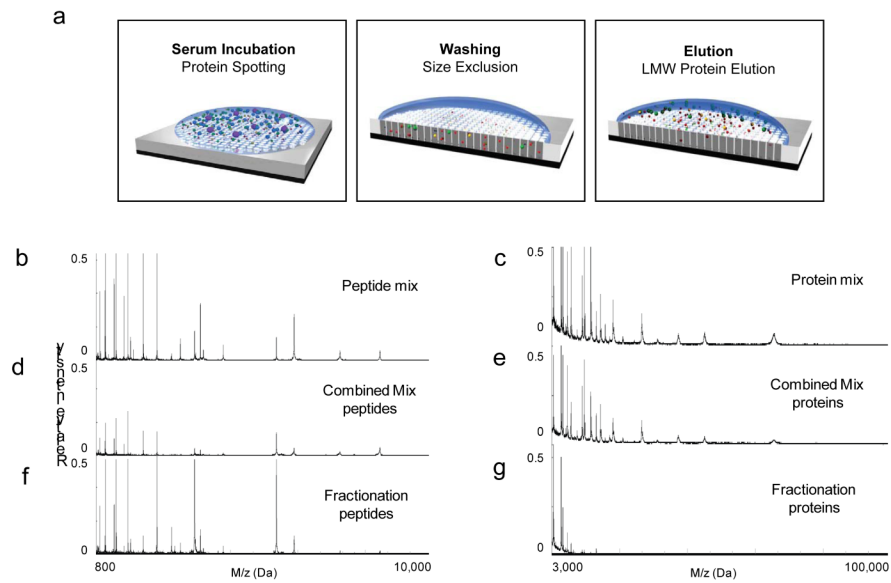 a
Serum Incubation
Protein Spotting
Washing
Size Exclusion
Elution
LMW Protein Elution
b
0.5
Peptide mix
0
c
0.5
Protein mix
0
d
0.5
Combined Mix
peptides
0
e
0.5
Combined Mix
proteins
0
f
0.5
Fractionation
peptides
0
g
0.5
Fractionation
proteins
0
Relative Intensity
800
M/z (Da)
10,000
3,000
M/z (Da)
100,000